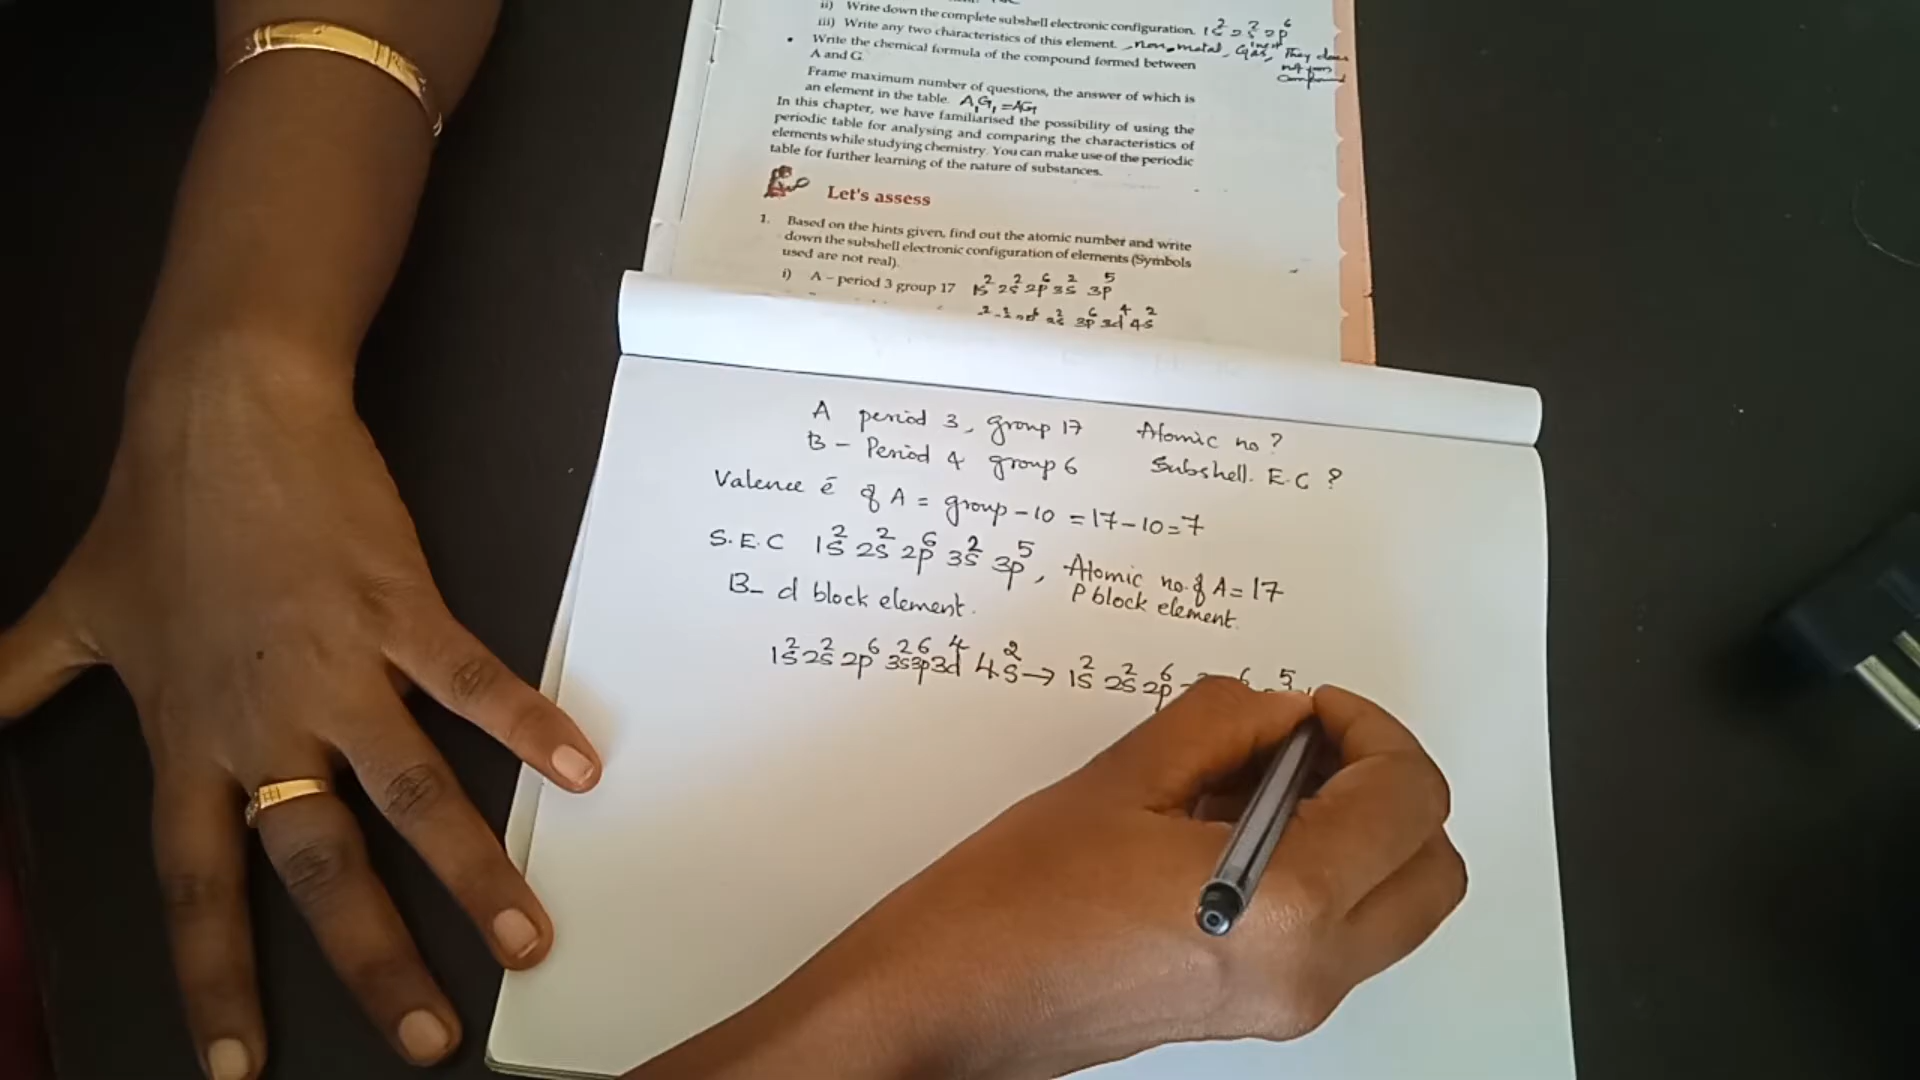 ii) Write down the complete subshell electronic configuration. 1s² 2s² 2p⁶
iii) Write any two characteristics of this element. non metal, Gas, They does
• Write the chemical formula of the compound formed between
compound
A and G.
Frame maximum number of questions, the answer of which is
an element in the table. A₁G₁ = AG
In this chapter, we have familiarised the possibility of using the
periodic table for analysing and comparing the characteristics of
elements while studying chemistry. You can make use of the periodic
table for further learning of the nature of substances.
Let's assess
1. Based on the hints given, find out the atomic number and write
down the subshell electronic configuration of elements (Symbols
used are not real).
i) A – period 3 group 17 1s² 2s² 2p⁶ 3s² 3p⁵
3p⁶ 3d⁴ 4s²
A period 3, group 17 Atomic no ?
B – Period 4 group 6 Subshell. E.C ?
Valence ē of A = group – 10 = 17 – 10 = 7
S.E.C 1s² 2s² 2p⁶ 3s² 3p⁵, Atomic no. of A = 17
P block element.
B – d block element.
1s² 2s² 2p⁶ 3s² 3p⁶ 3d⁴ 4s² → 1s² 2s² 2p⁶